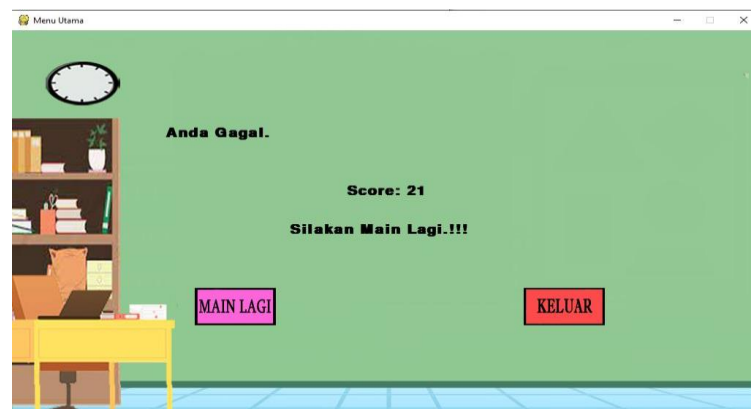 Menu Utama
Anda Gagal.
Score: 21
Silakan Main Lagi.!!!
MAIN LAGI
KELUAR